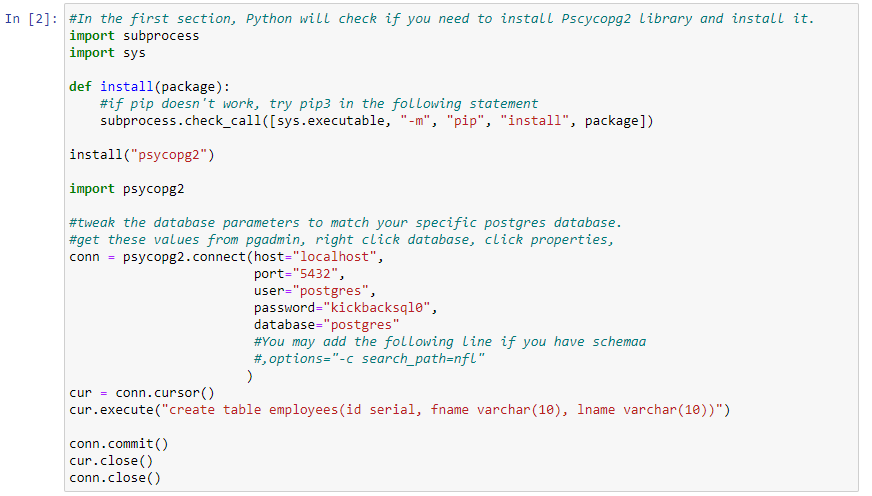 In [2]: #In the first section, Python will check if you need to install Pscycopg2 library and install it.
import subprocess
import sys

def install(package):
    #if pip doesn't work, try pip3 in the following statement
    subprocess.check_call([sys.executable, "-m", "pip", "install", package])

install("psycopg2")

import psycopg2

#tweak the database parameters to match your specific postgres database.
#get these values from pgadmin, right click database, click properties,
conn = psycopg2.connect(host="localhost",
                        port="5432",
                        user="postgres",
                        password="kickbacksql0",
                        database="postgres"
                        #You may add the following line if you have schemaa
                        #,options="-c search_path=nfl"
                       )
cur = conn.cursor()
cur.execute("create table employees(id serial, fname varchar(10), lname varchar(10))")

conn.commit()
cur.close()
conn.close()